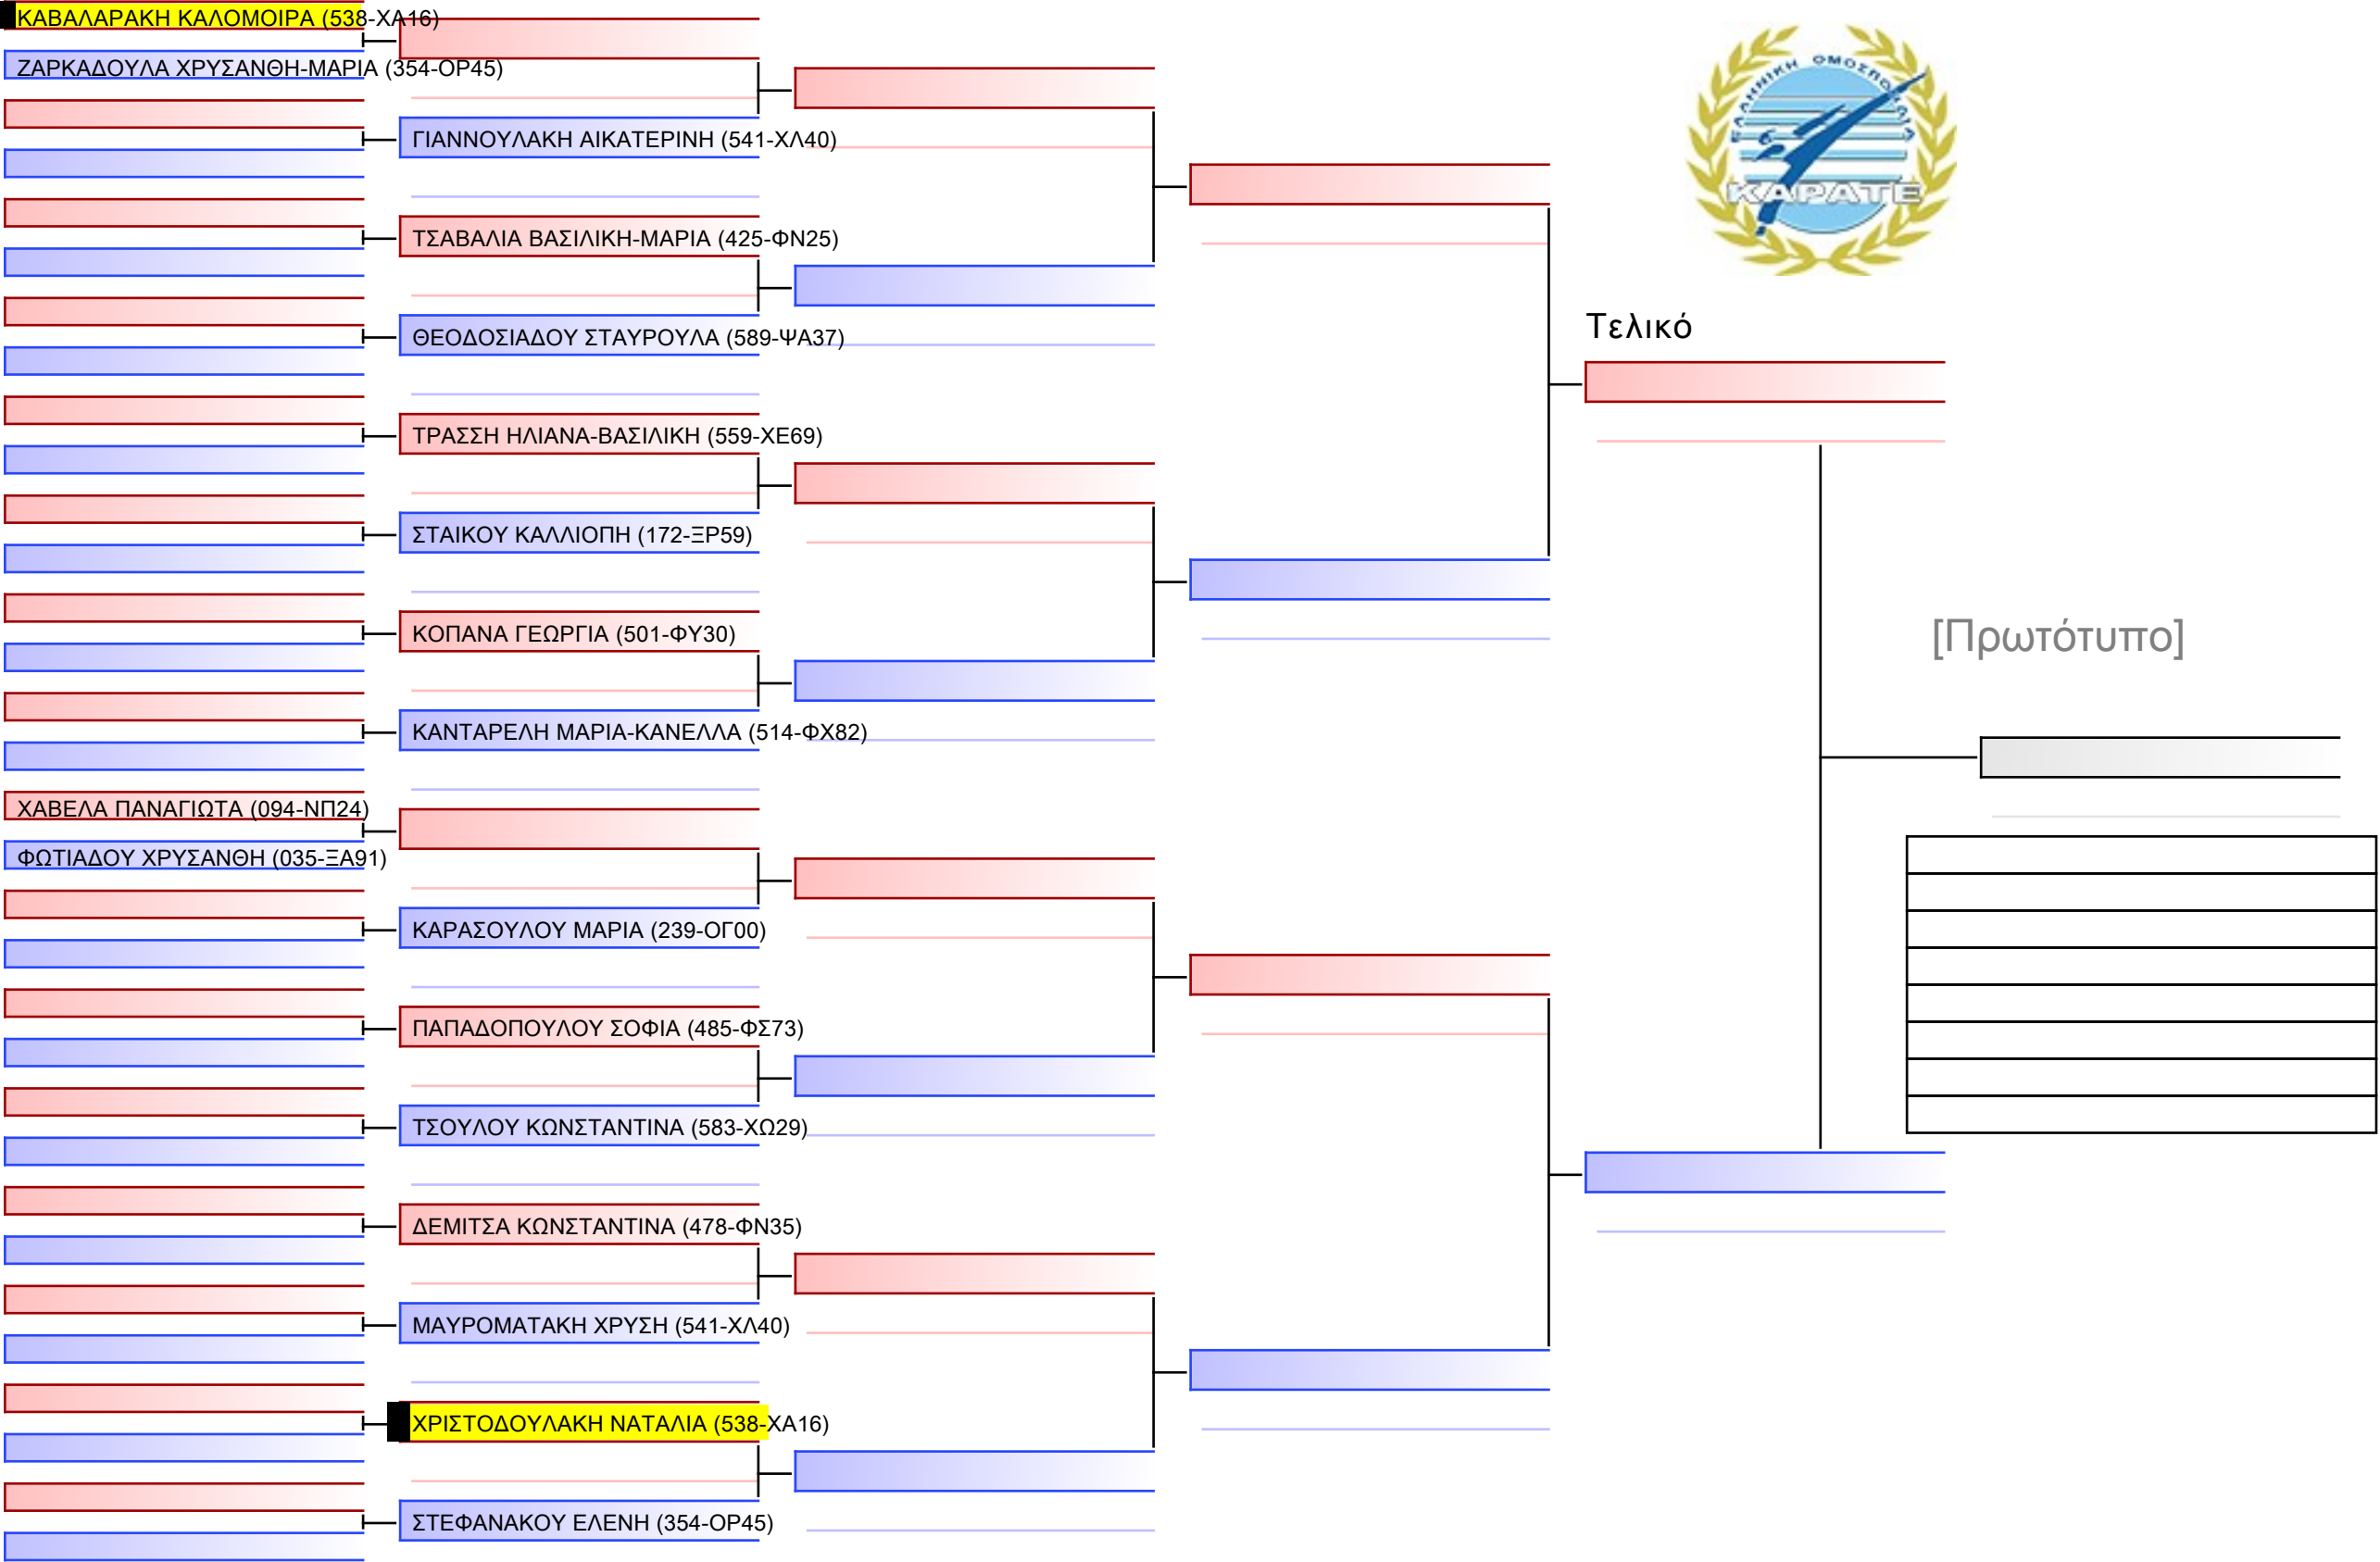 ΚΑΒΑΛΑΡΑΚΗ ΚΑΛΟΜΟΙΡΑ (538-ΧΑ16)
ΖΑΡΚΑΔΟΥΛΑ ΧΡΥΣΑΝΘΗ-ΜΑΡΙΑ (354-ΟΡ45)
ΓΙΑΝΝΟΥΛΑΚΗ ΑΙΚΑΤΕΡΙΝΗ (541-ΧΛ40)
ΤΣΑΒΑΛΙΑ ΒΑΣΙΛΙΚΗ-ΜΑΡΙΑ (425-ΦΝ25)
ΘΕΟΔΟΣΙΑΔΟΥ ΣΤΑΥΡΟΥΛΑ (589-ΨΑ37)
ΤΡΑΣΣΗ ΗΛΙΑΝΑ-ΒΑΣΙΛΙΚΗ (559-ΧΕ69)
ΣΤΑΙΚΟΥ ΚΑΛΛΙΟΠΗ (172-ΞΡ59)
ΚΟΠΑΝΑ ΓΕΩΡΓΙΑ (501-ΦΥ30)
ΚΑΝΤΑΡΕΛΗ ΜΑΡΙΑ-ΚΑΝΕΛΛΑ (514-ΦΧ82)
ΧΑΒΕΛΑ ΠΑΝΑΓΙΩΤΑ (094-ΝΠ24)
ΦΩΤΙΑΔΟΥ ΧΡΥΣΑΝΘΗ (035-ΞΑ91)
ΚΑΡΑΣΟΥΛΟΥ ΜΑΡΙΑ (239-ΟΓ00)
ΠΑΠΑΔΟΠΟΥΛΟΥ ΣΟΦΙΑ (485-ΦΣ73)
ΤΣΟΥΛΟΥ ΚΩΝΣΤΑΝΤΙΝΑ (583-ΧΩ29)
ΔΕΜΙΤΣΑ ΚΩΝΣΤΑΝΤΙΝΑ (478-ΦΝ35)
ΜΑΥΡΟΜΑΤΑΚΗ ΧΡΥΣΗ (541-ΧΛ40)
ΧΡΙΣΤΟΔΟΥΛΑΚΗ ΝΑΤΑΛΙΑ (538-ΧΑ16)
ΣΤΕΦΑΝΑΚΟΥ ΕΛΕΝΗ (354-ΟΡ45)
ΕΛΛΗΝΙΚΗ ΟΜΟΣΠΟΝΔΙΑ
ΚΑΡΑΤΕ
Τελικό
[Πρωτότυπο]